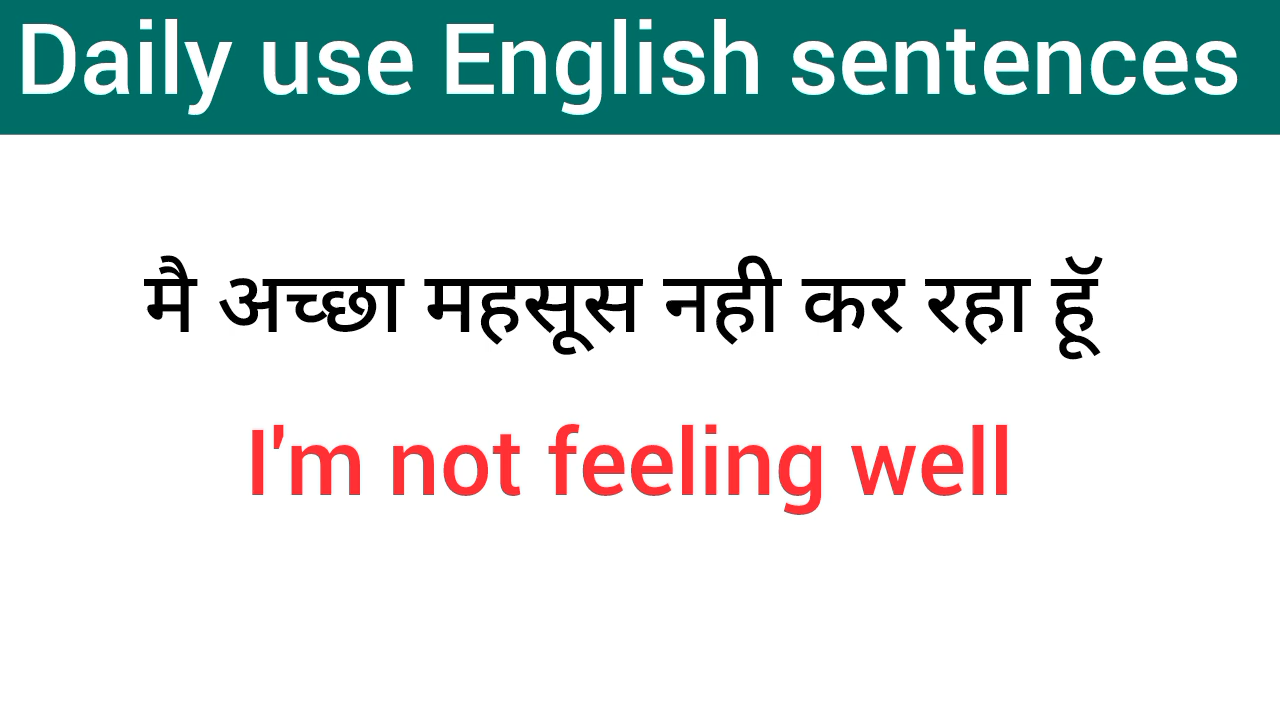 Daily use English sentences
मै अच्छा महसूस नही कर रहा हूॅ
I'm not feeling well